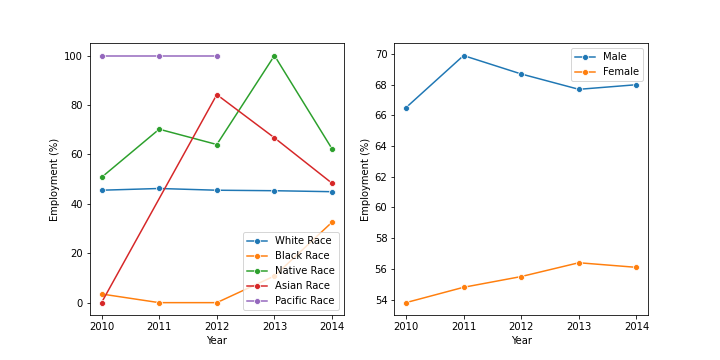 100
80
60
40
20
0
Employment (%)
2010 2011 2012 2013 2014
Year
White Race
Black Race
Native Race
Asian Race
Pacific Race
70
68
66
64
62
60
58
56
54
Employment (%)
2010 2011 2012 2013 2014
Year
Male
Female